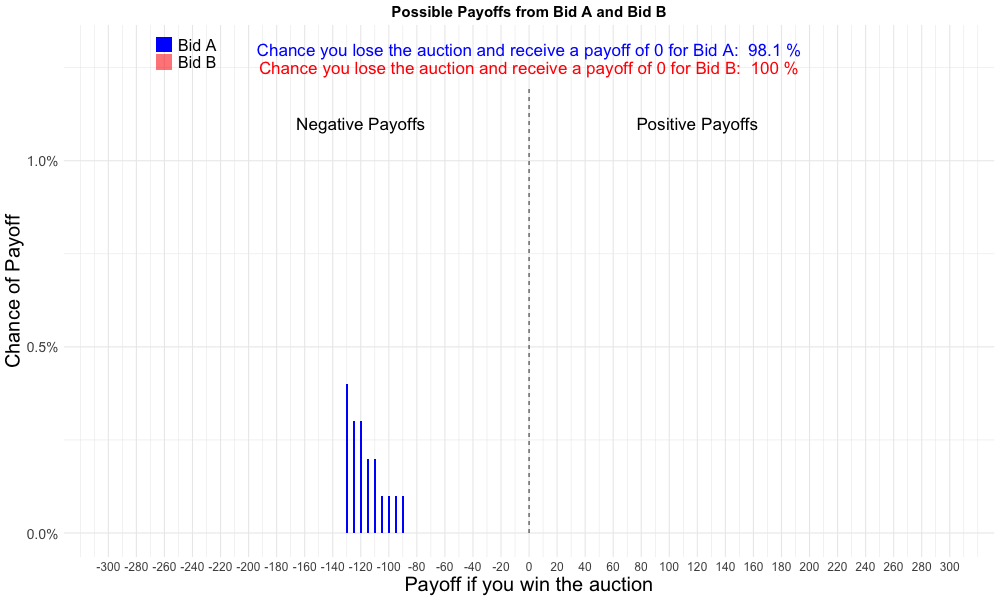 Possible Payoffs from Bid A and Bid B
Bid A
Bid B
Chance you lose the auction and receive a payoff of 0 for Bid A:  98.1 %
Chance you lose the auction and receive a payoff of 0 for Bid B:  100 %
Negative Payoffs
Positive Payoffs
Chance of Payoff
1.0%
0.5%
0.0%
-300 -280 -260 -240 -220 -200 -180 -160 -140 -120 -100 -80 -60 -40 -20 0 20 40 60 80 100 120 140 160 180 200 220 240 260 280 300
Payoff if you win the auction